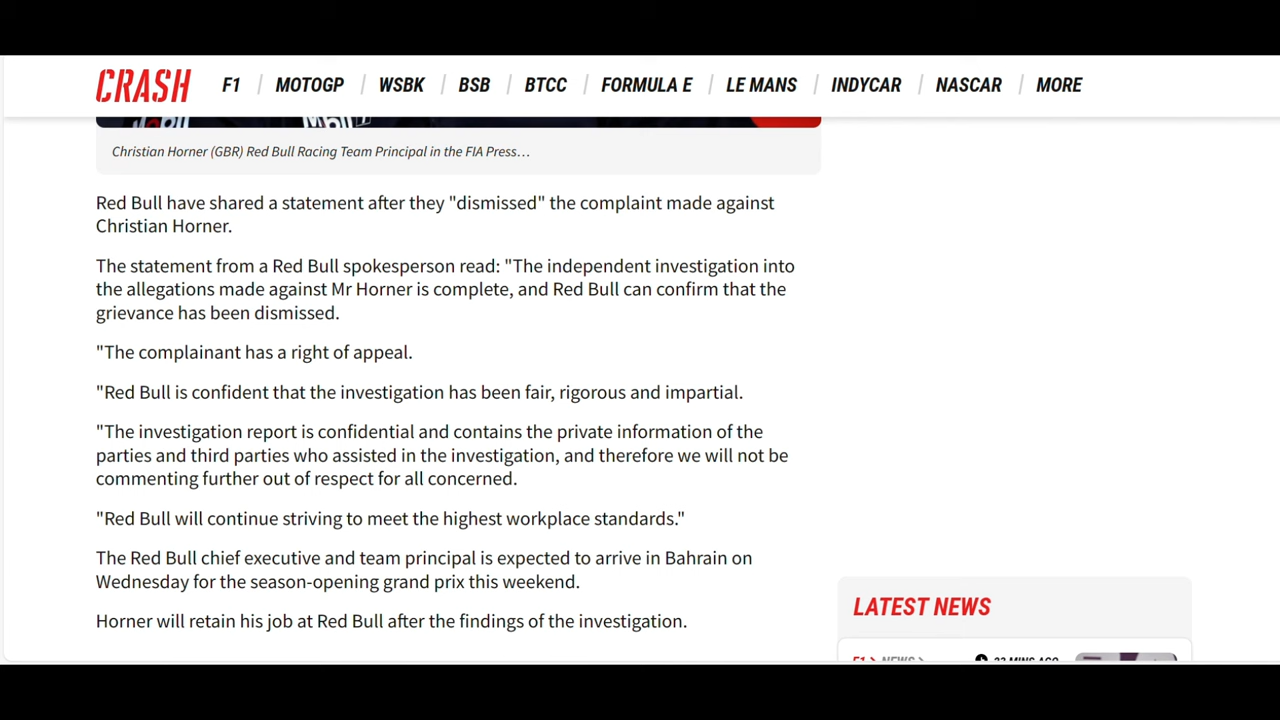 CRASH F1 MOTOGP WSBK BSB BTCC FORMULA E LE MANS INDYCAR NASCAR MORE
Mobil
Christian Horner (GBR) Red Bull Racing Team Principal in the FIA Press…
Red Bull have shared a statement after they "dismissed" the complaint made against
Christian Horner.
The statement from a Red Bull spokesperson read: "The independent investigation into
the allegations made against Mr Horner is complete, and Red Bull can confirm that the
grievance has been dismissed.
"The complainant has a right of appeal.
"Red Bull is confident that the investigation has been fair, rigorous and impartial.
"The investigation report is confidential and contains the private information of the
parties and third parties who assisted in the investigation, and therefore we will not be
commenting further out of respect for all concerned.
"Red Bull will continue striving to meet the highest workplace standards."
The Red Bull chief executive and team principal is expected to arrive in Bahrain on
Wednesday for the season-opening grand prix this weekend.
Horner will retain his job at Red Bull after the findings of the investigation.
LATEST NEWS
F1 > NEWS > 22 MINS AGO